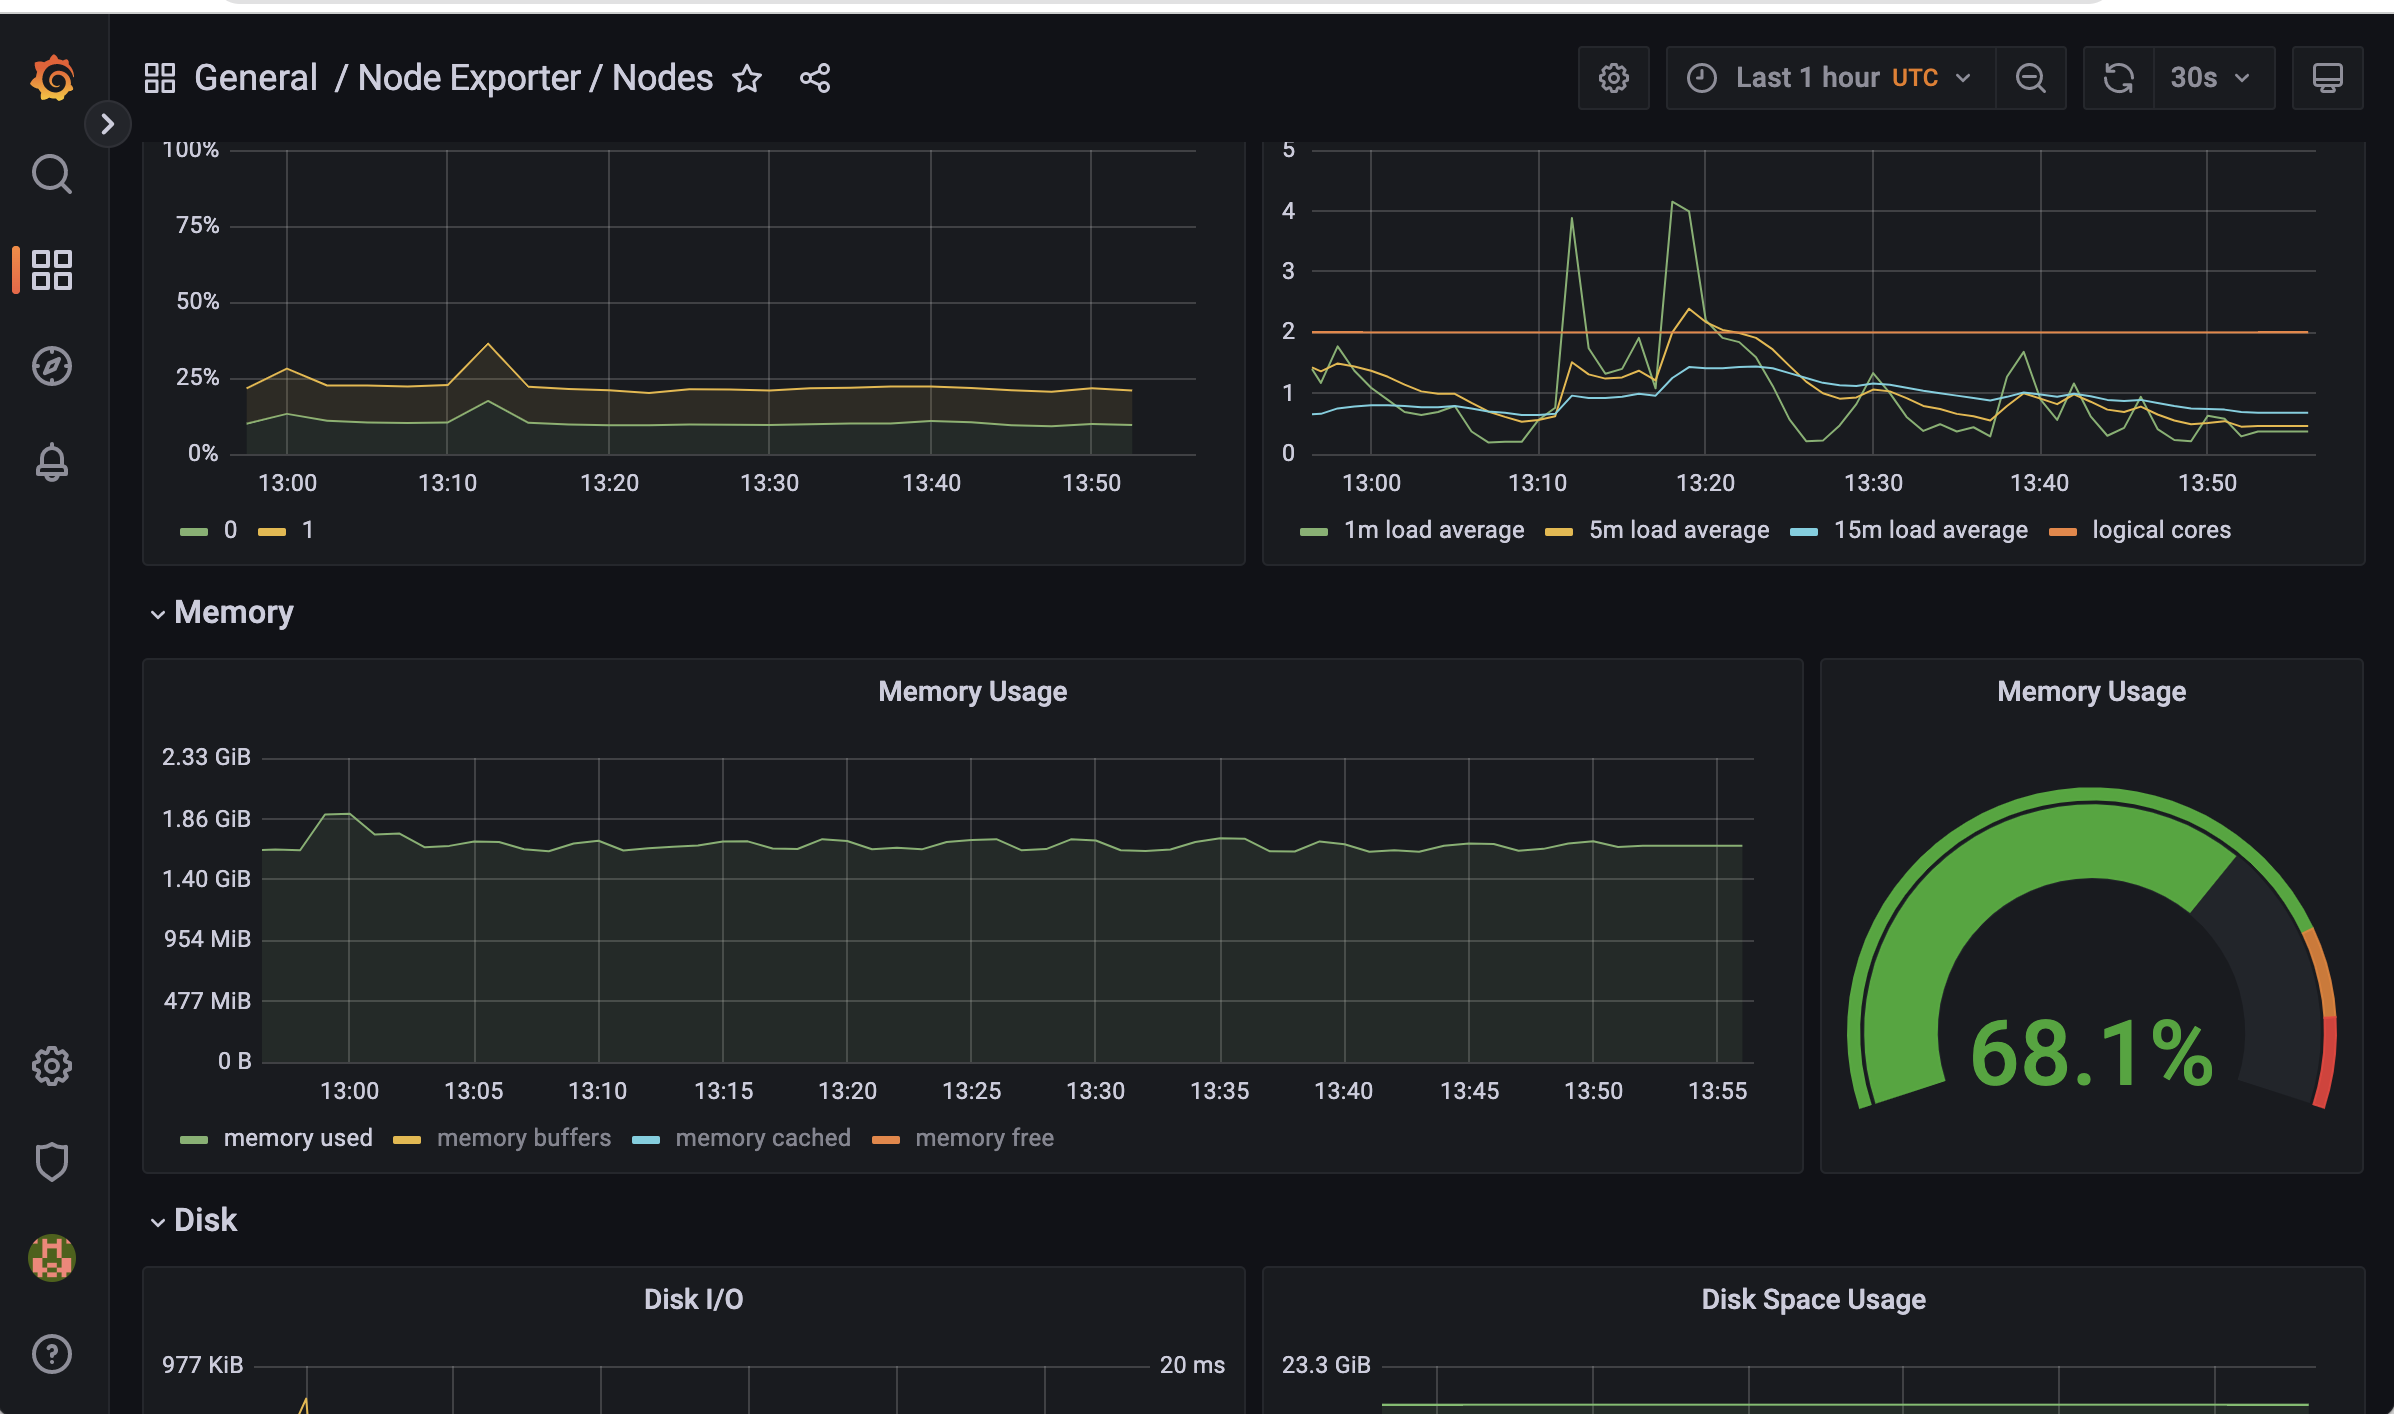 General / Node Exporter / Nodes
Last 1 hour UTC
30s
100%
75%
50%
25%
0%
13:00 13:10 13:20 13:30 13:40 13:50
0 1
5
4
3
2
1
0
13:00 13:10 13:20 13:30 13:40 13:50
1m load average 5m load average 15m load average logical cores
Memory
Memory Usage
2.33 GiB
1.86 GiB
1.40 GiB
954 MiB
477 MiB
0 B
13:00 13:05 13:10 13:15 13:20 13:25 13:30 13:35 13:40 13:45 13:50 13:55
memory used memory buffers memory cached memory free
Memory Usage
68.1%
Disk
Disk I/O
977 KiB
20 ms
Disk Space Usage
23.3 GiB